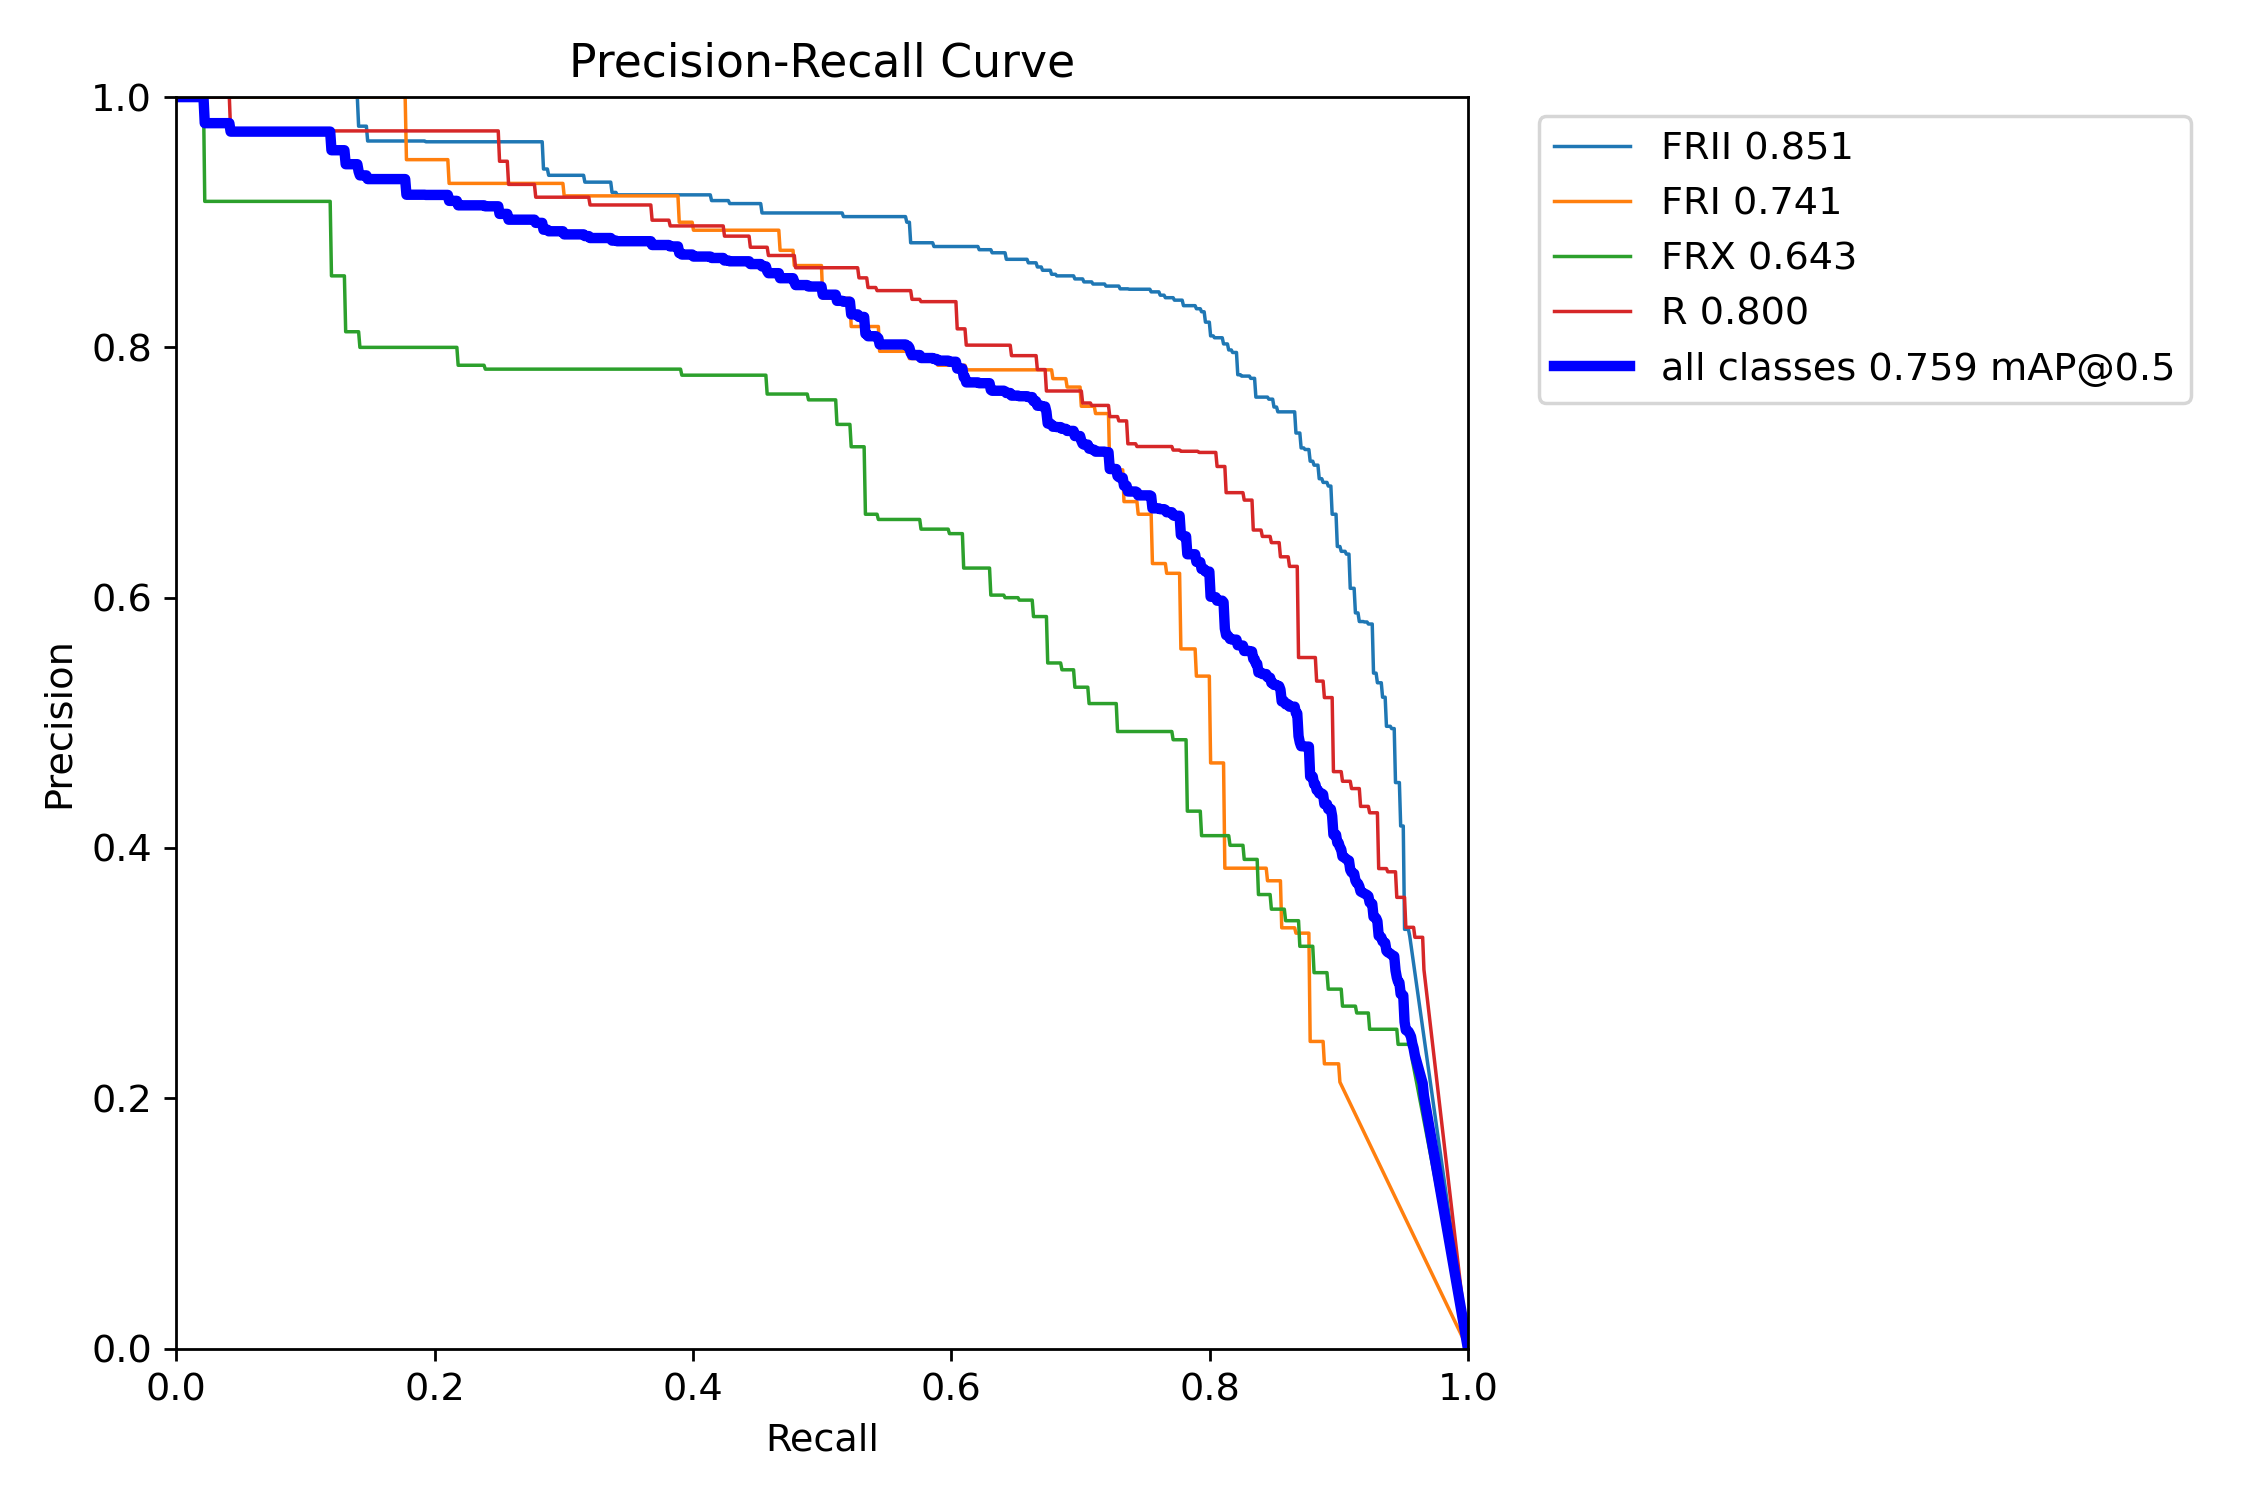 Precision-Recall Curve
1.0
0.8
0.6
0.4
0.2
0.0
Precision
0.0 0.2 0.4 0.6 0.8 1.0
Recall
FRII 0.851
FRI 0.741
FRX 0.643
R 0.800
all classes 0.759 mAP@0.5